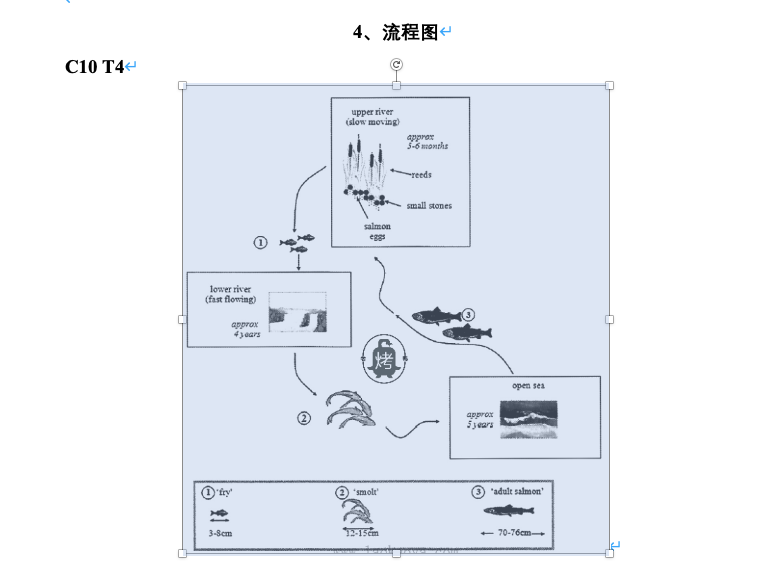 4、流程图
C10 T4
upper river
(slow moving)
approx
5-6 months
reeds
small stones
salmon
eggs
1
lower river
(fast flowing)
approx
4 years
3
烤
open sea
approx
5 years
2
1 'fry'
2 'smolt'
3 'adult salmon'
3-8cm
12-15cm
70-76cm